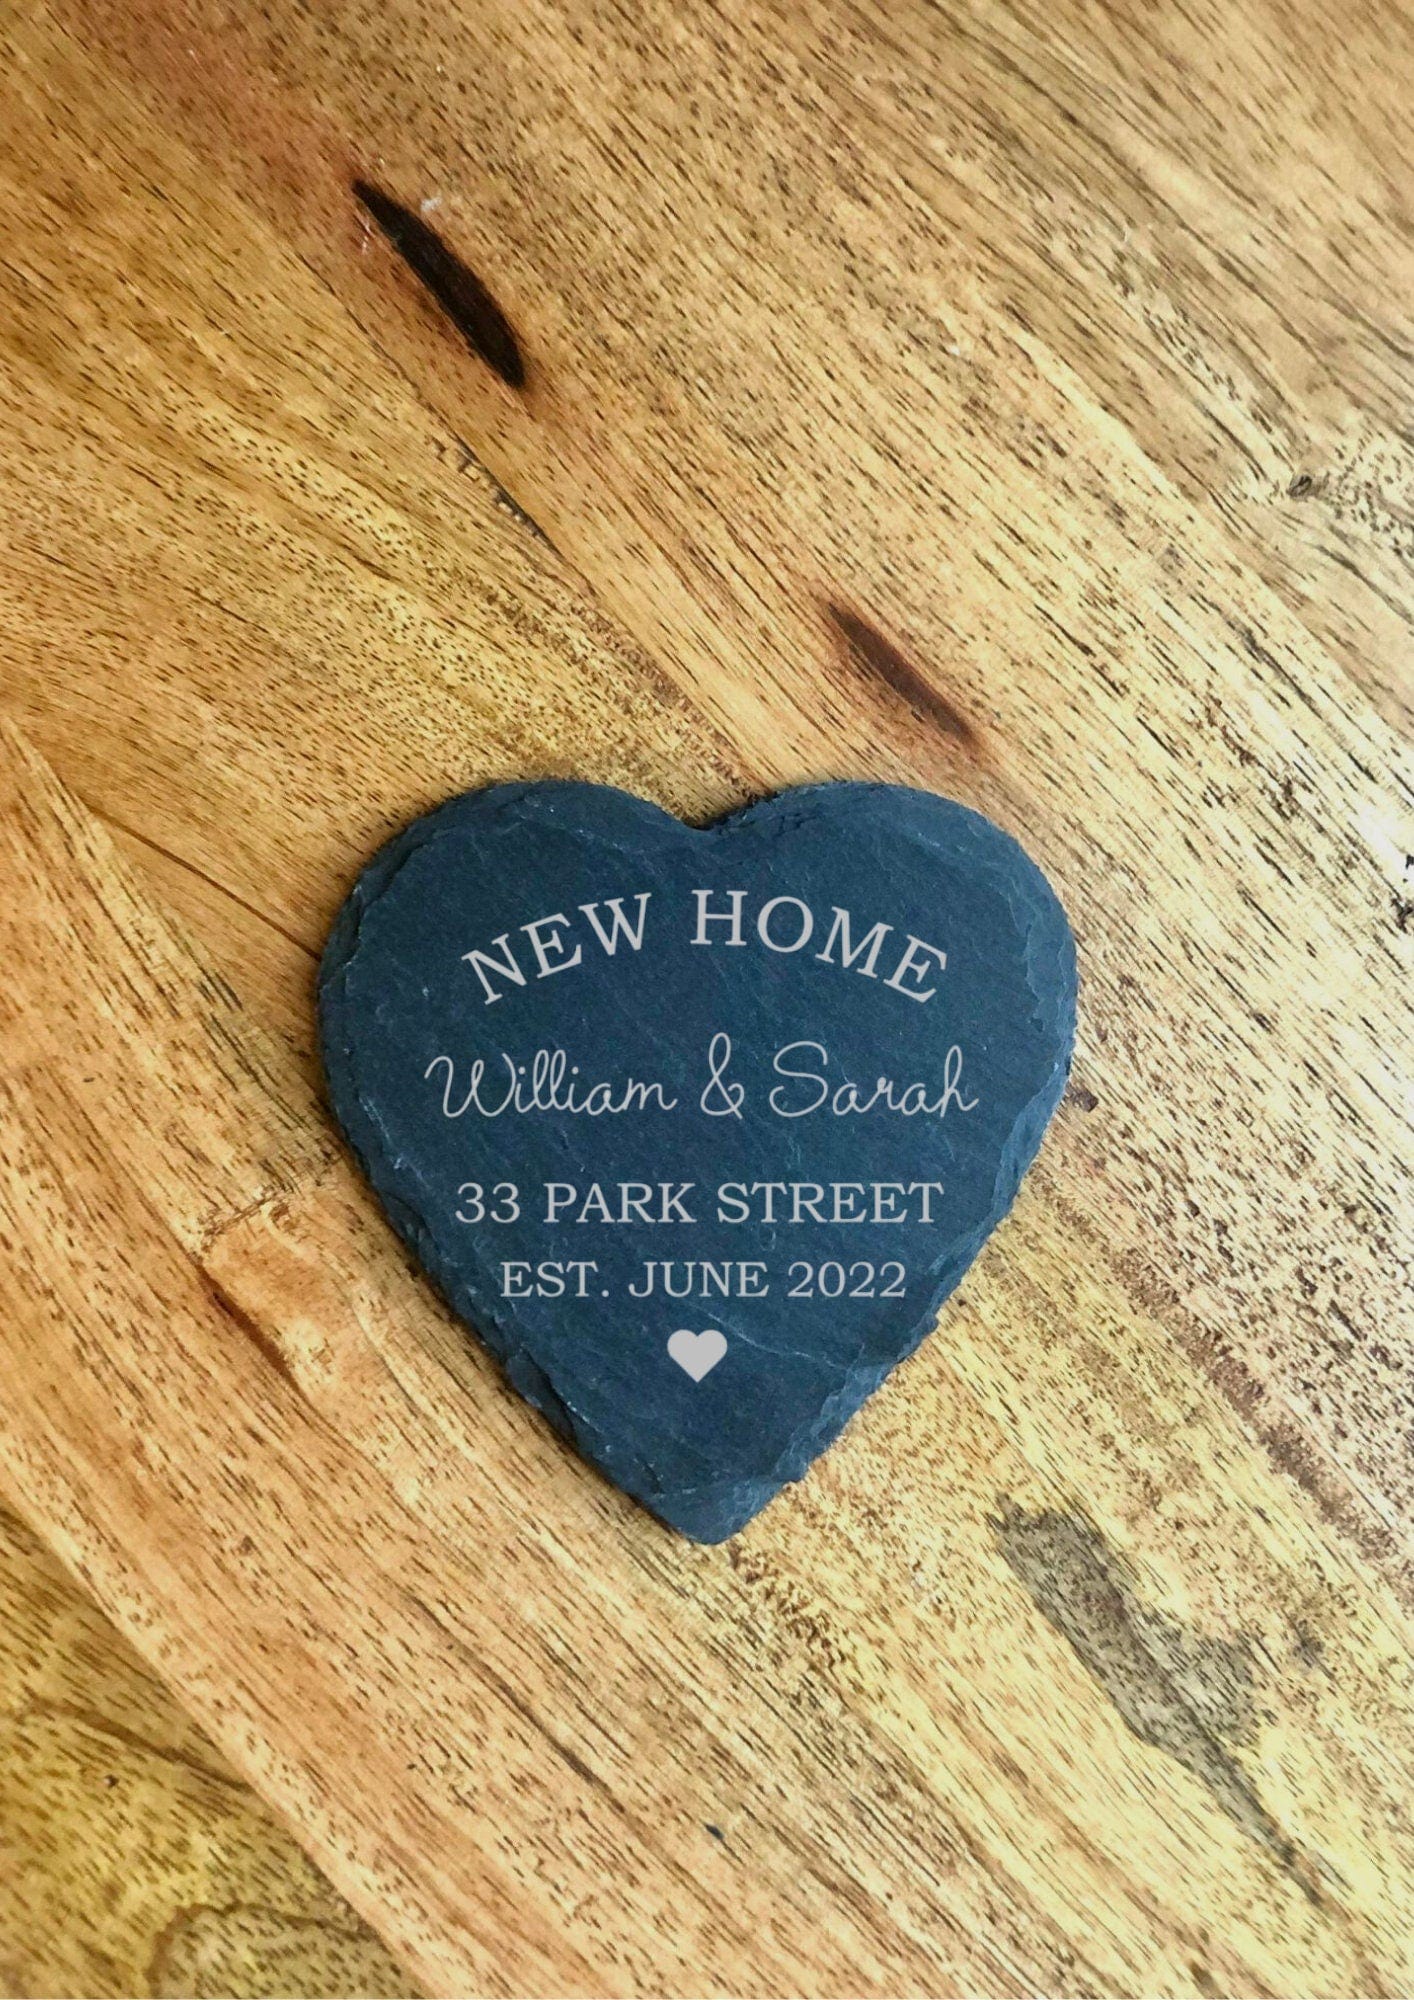 NEW HOME
William & Sarah
33 PARK STREET
EST. JUNE 2022